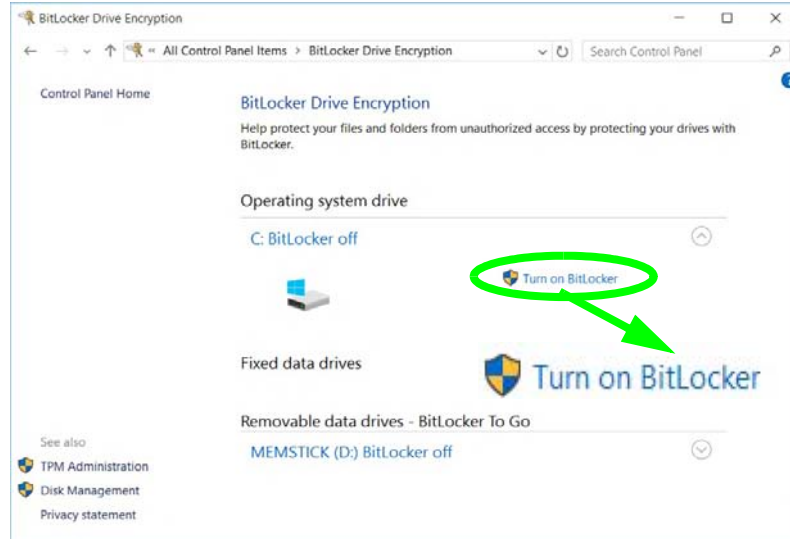 BitLocker Drive Encryption
All Control Panel Items > BitLocker Drive Encryption
Search Control Panel
Control Panel Home
BitLocker Drive Encryption
Help protect your files and folders from unauthorized access by protecting your drives with
BitLocker.
Operating system drive
C: BitLocker off
Turn on BitLocker
Fixed data drives
Turn on BitLocker
Removable data drives - BitLocker To Go
MEMSTICK (D:) BitLocker off
See also
TPM Administration
Disk Management
Privacy statement